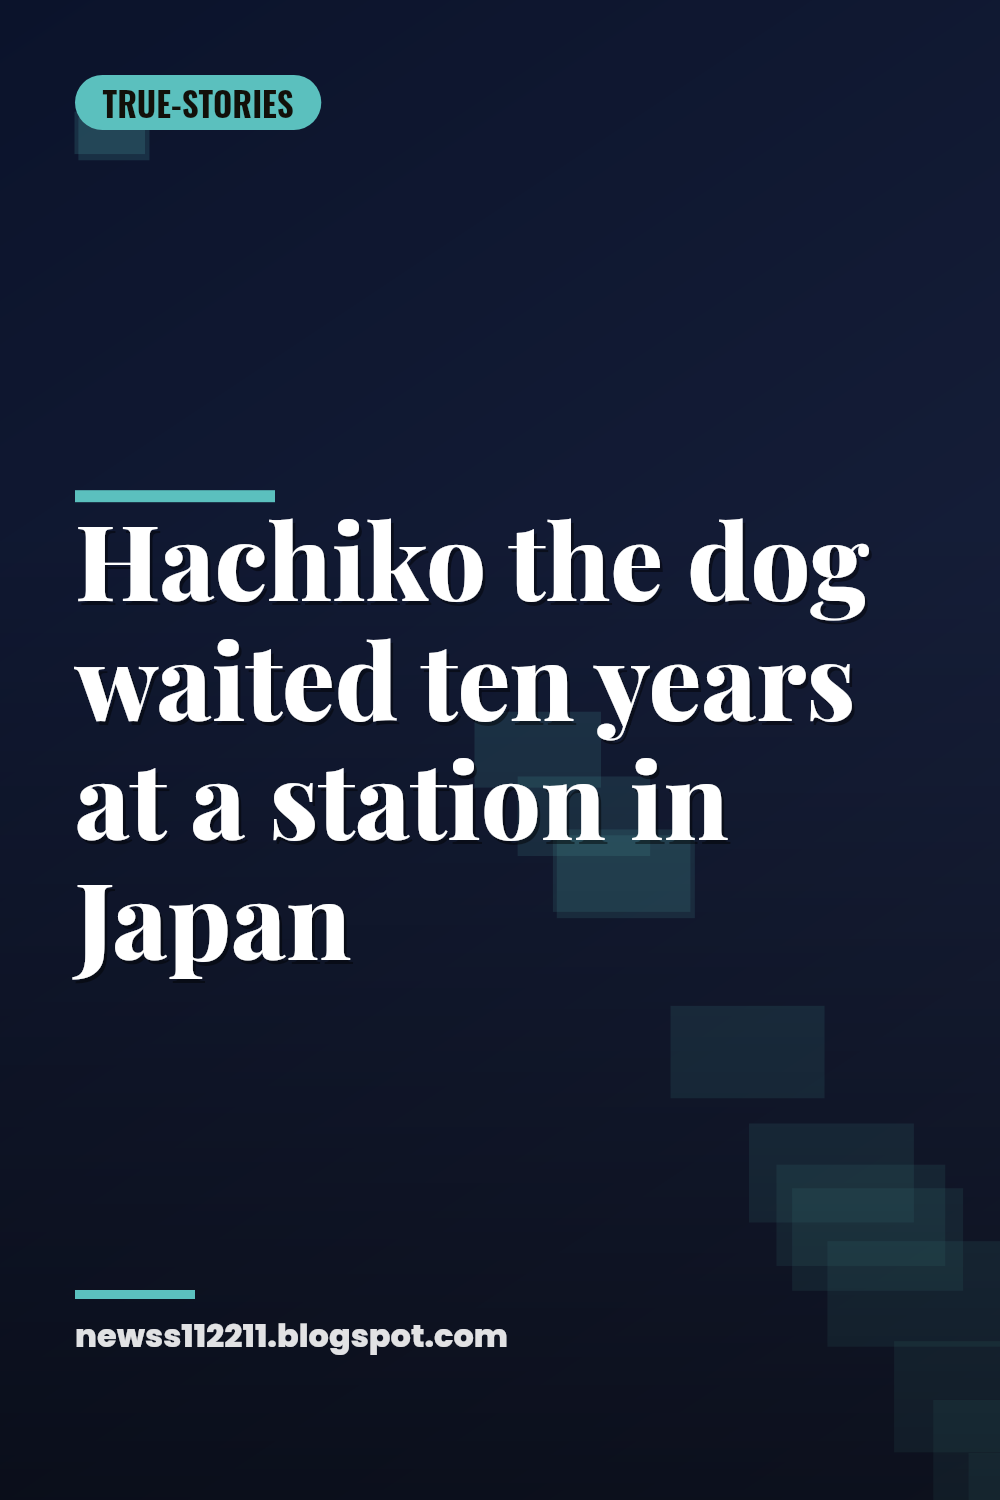 TRUE-STORIES
Hachiko the dog
waited ten years
at a station in
Japan
newss112211.blogspot.com